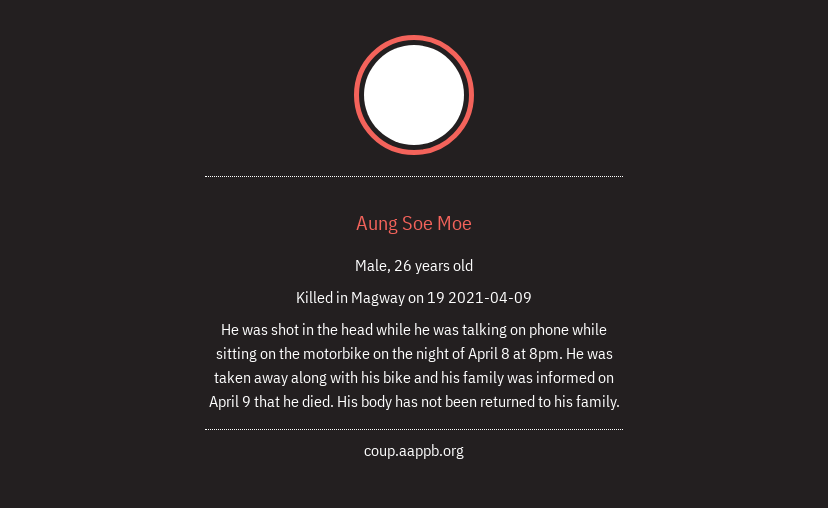 Aung Soe Moe
Male, 26 years old
Killed in Magway on 19 2021-04-09
He was shot in the head while he was talking on phone while
sitting on the motorbike on the night of April 8 at 8pm. He was
taken away along with his bike and his family was informed on
April 9 that he died. His body has not been returned to his family.
coup.aappb.org